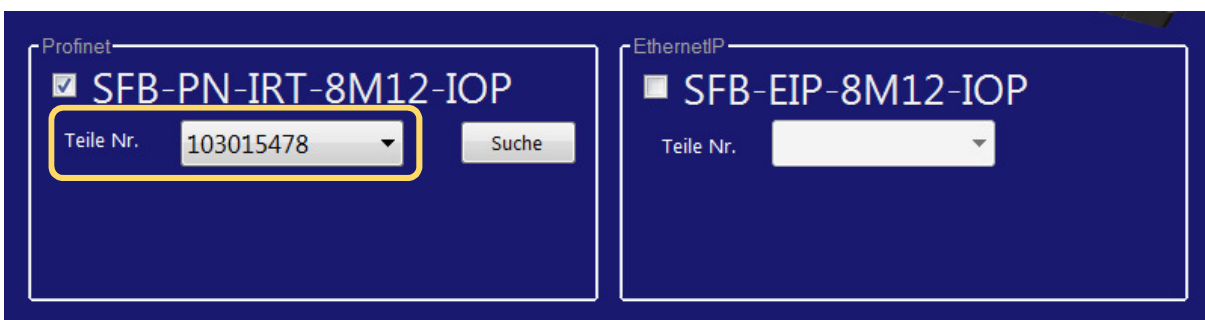 Profinet
SFB-PN-IRT-8M12-IOP
Teile Nr. 103015478 Suche
EthernetIP
SFB-EIP-8M12-IOP
Teile Nr.